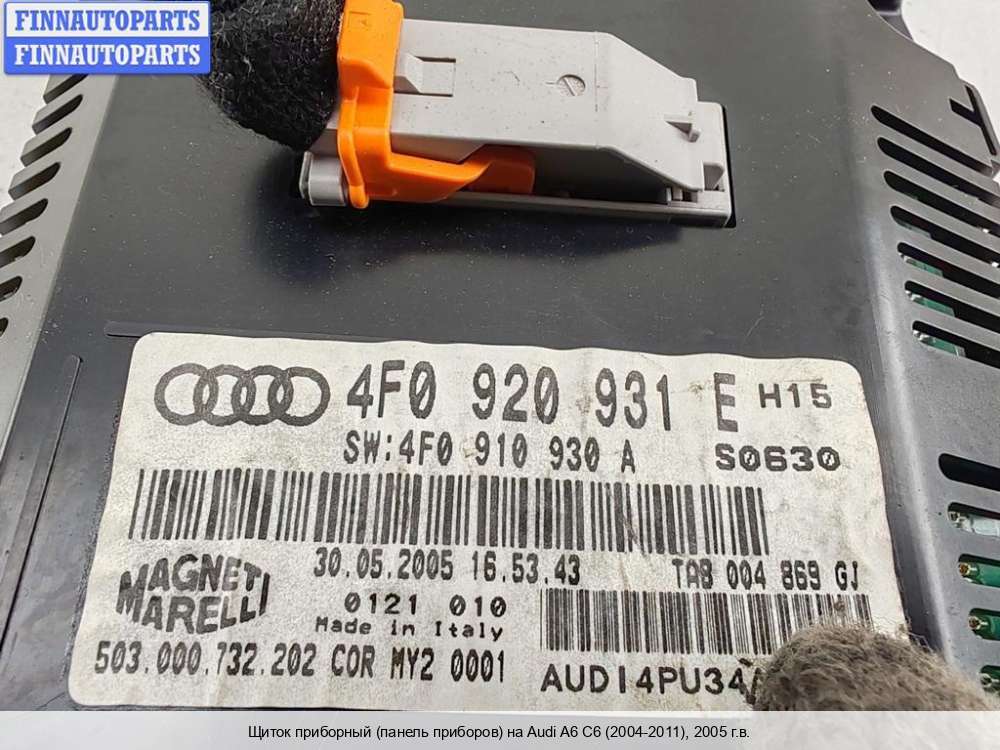 FINNAUTOPARTS
FINNAUTOPARTS
4F0 920 931 E H15
SW:4F0 910 930 A S0630
30.05.2005 16.53.43 TAB 004 869 GJ
MAGNETI
MARELLI
0121 010
Made in Italy
503.000.732.202 COR MY2 0001
AUDI4PU34
Щиток приборный (панель приборов) на Audi A6 C6 (2004-2011), 2005 г.в.